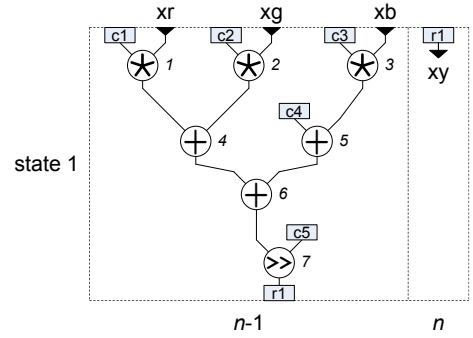 xr xg xb
c1 c2 c3 r1
1 2 3 xy
c4
4 5
state 1
6
c5
7
r1
n-1 n